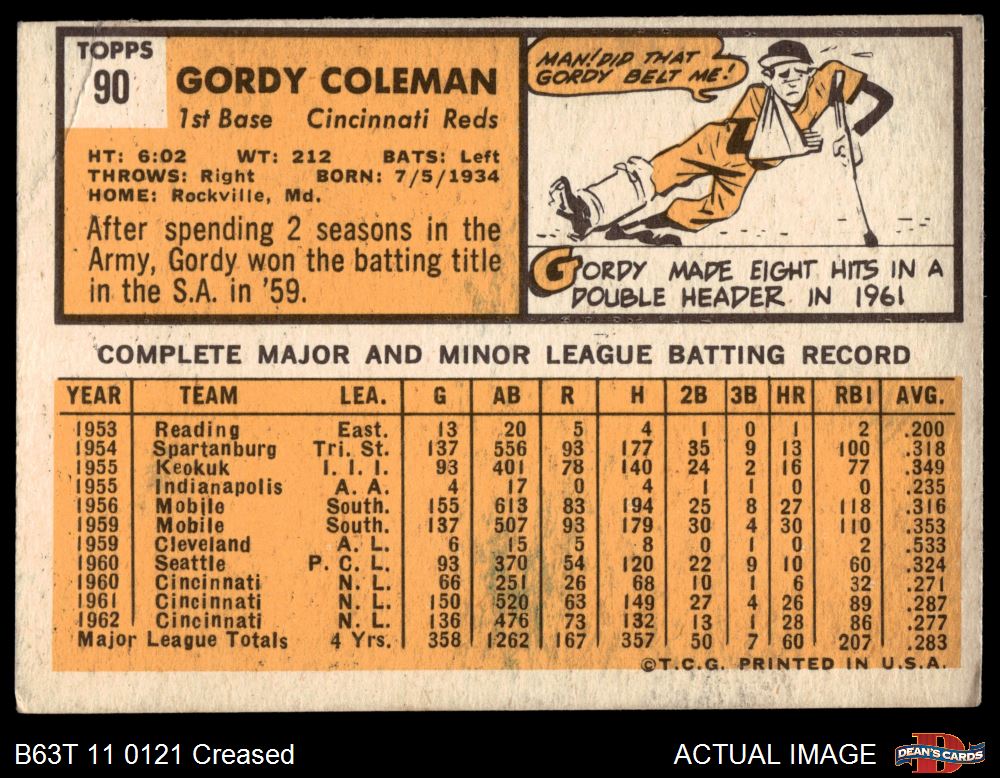 TOPPS
90
GORDY COLEMAN
1st Base Cincinnati Reds
HT: 6:02 WT: 212 BATS: Left
THROWS: Right BORN: 7/5/1934
HOME: Rockville, Md.
After spending 2 seasons in the
Army, Gordy won the batting title
in the S.A. in '59.
MAN! DID THAT
GORDY BELT ME!
GORDY MADE EIGHT HITS IN A
DOUBLE HEADER IN 1961
COMPLETE MAJOR AND MINOR LEAGUE BATTING RECORD
YEAR TEAM LEA. G AB R H 2B 3B HR RBI AVG.
1953 Reading East. 13 20 5 4 1 0 1 2 .200
1954 Spartanburg Tri. St. 137 556 93 177 35 9 13 100 .318
1955 Keokuk I. I. I. 93 401 78 140 24 2 16 77 .349
1955 Indianapolis A. A. 4 17 0 4 1 1 0 0 .235
1956 Mobile South. 155 613 83 194 25 8 27 118 .316
1959 Mobile South. 137 507 93 179 30 4 30 110 .353
1959 Cleveland A. L. 6 15 5 8 0 1 0 2 .533
1960 Seattle P. C. L. 93 370 54 120 22 9 10 60 .324
1960 Cincinnati N. L. 66 251 26 68 10 1 6 32 .271
1961 Cincinnati N. L. 150 520 63 149 27 4 26 89 .287
1962 Cincinnati N. L. 136 476 73 132 13 1 28 86 .277
Major League Totals 4 Yrs. 358 1262 167 357 50 7 60 207 .283
©T.C.G. PRINTED IN U.S.A.
B63T 11 0121 Creased
ACTUAL IMAGE
DEAN'S CARDS